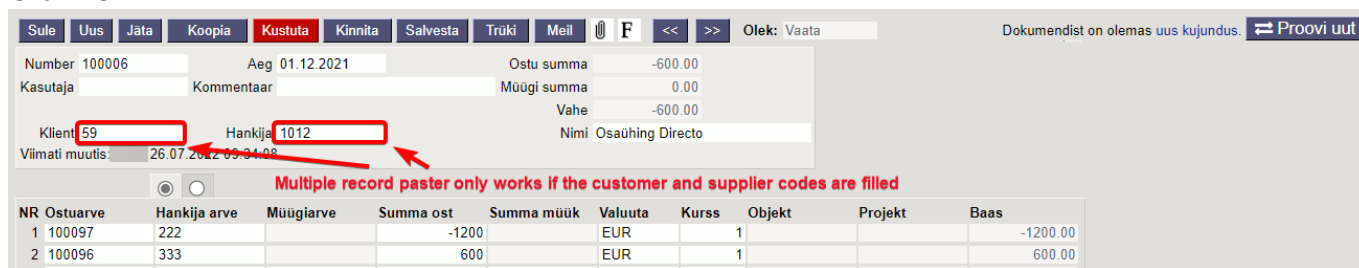 Sule Uus Jäta Koopia Kustuta Kinnita Salvesta Trüki Meil F << >> Olek: Vaata Dokumendist on olemas uus kujundus. Proovi uut
Number 100006 Aeg 01.12.2021 Ostu summa -600.00
Kasutaja Kommentaar Müügi summa 0.00
Vahe -600.00
Klient 59 Hankija 1012 Nimi Osaühing Directo
Viimati muutis: 26.07.2022 09:34:08
Multiple record paster only works if the customer and supplier codes are filled
NR Ostuarve Hankija arve Müügiarve Summa ost Summa müük Valuuta Kurss Objekt Projekt Baas
1 100097 222 -1200 EUR 1 -1200.00
2 100096 333 600 EUR 1 600.00